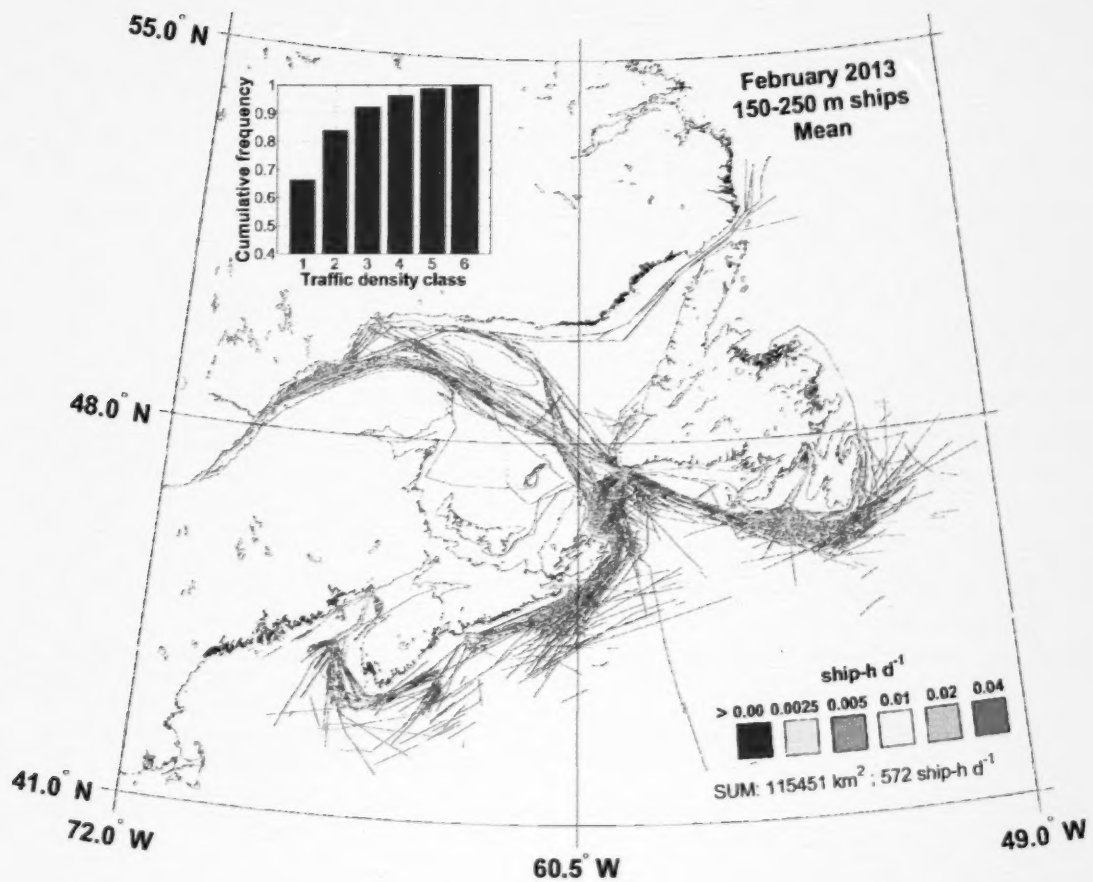 55.0° N
February 2013
150-250 m ships
Mean
Cumulative frequency
1
0.9
0.8
0.7
0.6
0.5
0.4
1 2 3 4 5 6
Traffic density class
48.0° N
ship-h d⁻¹
> 0.00 0.0025 0.005 0.01 0.02 0.04
SUM: 115451 km² ; 572 ship-h d⁻¹
41.0° N
72.0° W
60.5° W
49.0° W